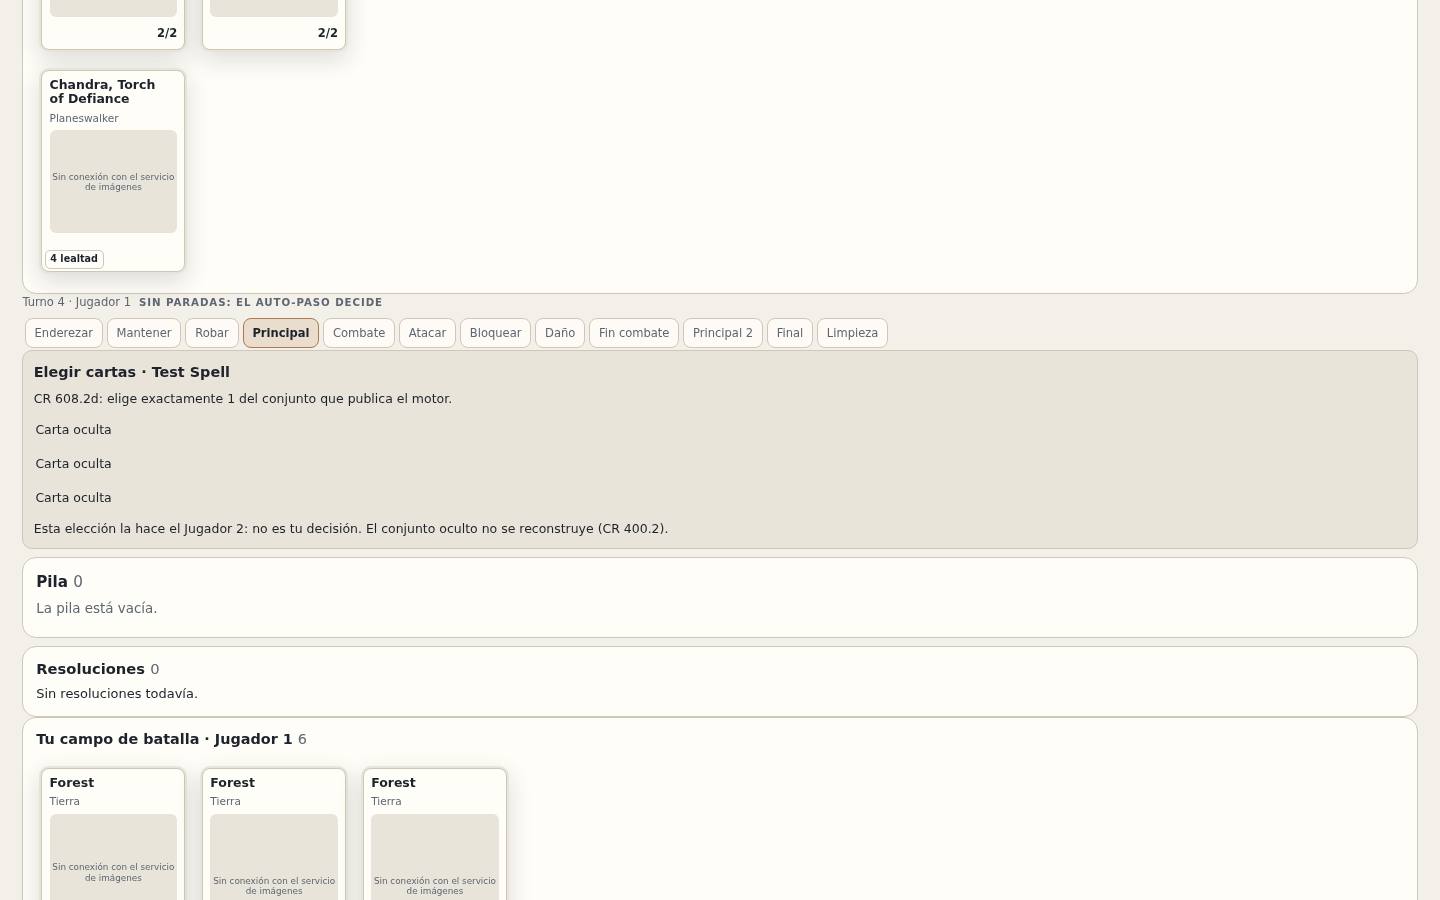 2/2
2/2
Chandra, Torch
of Defiance
Planeswalker
Sin conexión con el servicio
de imágenes
4 lealtad
Turno 4 · Jugador 1 SIN PARADAS: EL AUTO-PASO DECIDE
Enderezar Mantener Robar Principal Combate Atacar Bloquear Daño Fin combate Principal 2 Final Limpieza
Elegir cartas · Test Spell
CR 608.2d: elige exactamente 1 del conjunto que publica el motor.
Carta oculta
Carta oculta
Carta oculta
Esta elección la hace el Jugador 2: no es tu decisión. El conjunto oculto no se reconstruye (CR 400.2).
Pila 0
La pila está vacía.
Resoluciones 0
Sin resoluciones todavía.
Tu campo de batalla · Jugador 1 6
Forest
Tierra
Sin conexión con el servicio
de imágenes
Forest
Tierra
Sin conexión con el servicio
de imágenes
Forest
Tierra
Sin conexión con el servicio
de imágenes